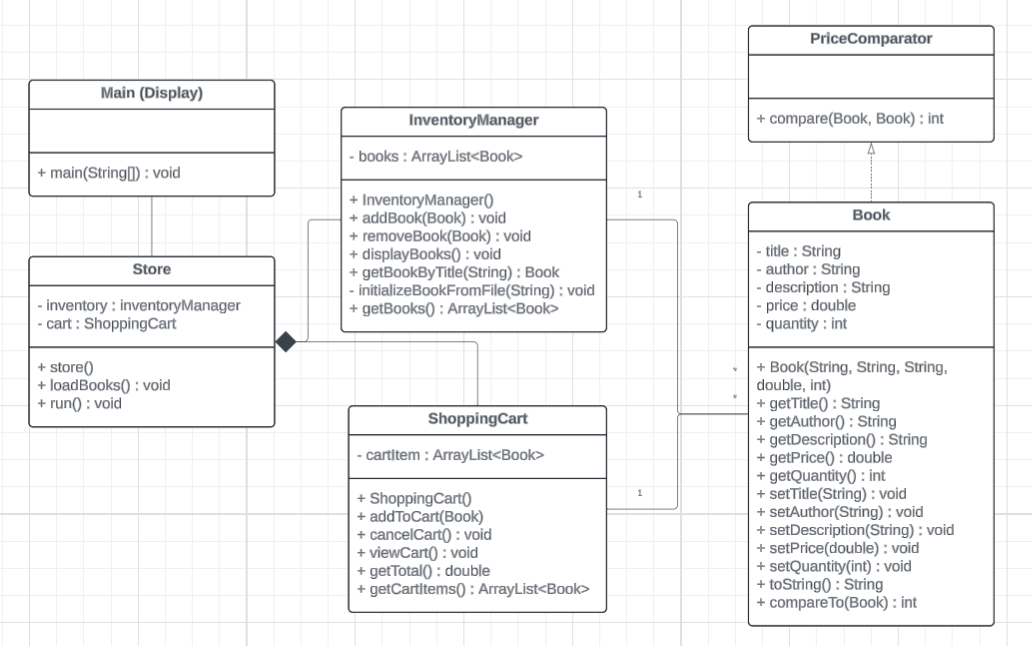 PriceComparator
+ compare(Book, Book) : int
Main (Display)
+ main(String[]) : void
InventoryManager
- books : ArrayList<Book>
+ InventoryManager()
+ addBook(Book) : void
+ removeBook(Book) : void
+ displayBooks() : void
+ getBookByTitle(String) : Book
- initializeBookFromFile(String) : void
+ getBooks() : ArrayList<Book>
1
Book
- title : String
- author : String
- description : String
- price : double
- quantity : int
+ Book(String, String, String,
double, int)
+ getTitle() : String
+ getAuthor() : String
+ getDescription() : String
+ getPrice() : double
+ getQuantity() : int
+ setTitle(String) : void
+ setAuthor(String) : void
+ setDescription(String) : void
+ setPrice(double) : void
+ setQuantity(int) : void
+ toString() : String
+ compareTo(Book) : int
Store
- inventory : inventoryManager
- cart : ShoppingCart
+ store()
+ loadBooks() : void
+ run() : void
*
*
ShoppingCart
- cartItem : ArrayList<Book>
+ ShoppingCart()
+ addToCart(Book)
+ cancelCart() : void
+ viewCart() : void
+ getTotal() : double
+ getCartItems() : ArrayList<Book>
1